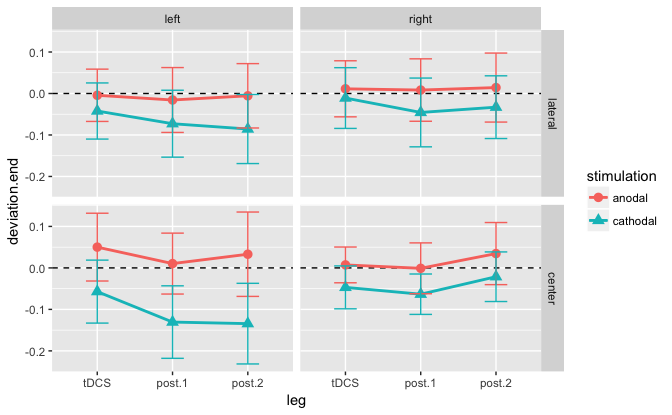 left
right
0.1
0.0
-0.1
-0.2
lateral
0.1
0.0
-0.1
-0.2
center
deviation.end
tDCS
post.1
post.2
tDCS
post.1
post.2
leg
stimulation
anodal
cathodal